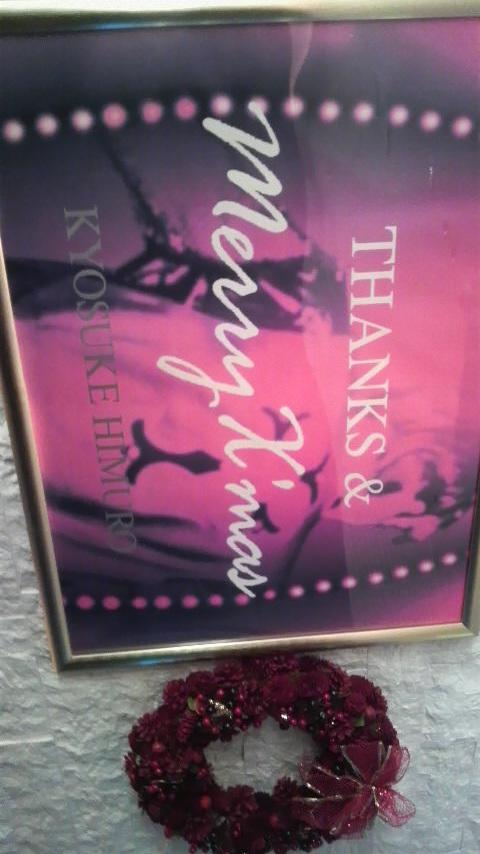 THANKS &
Merry X'mas
KYOSUKE HIMURO